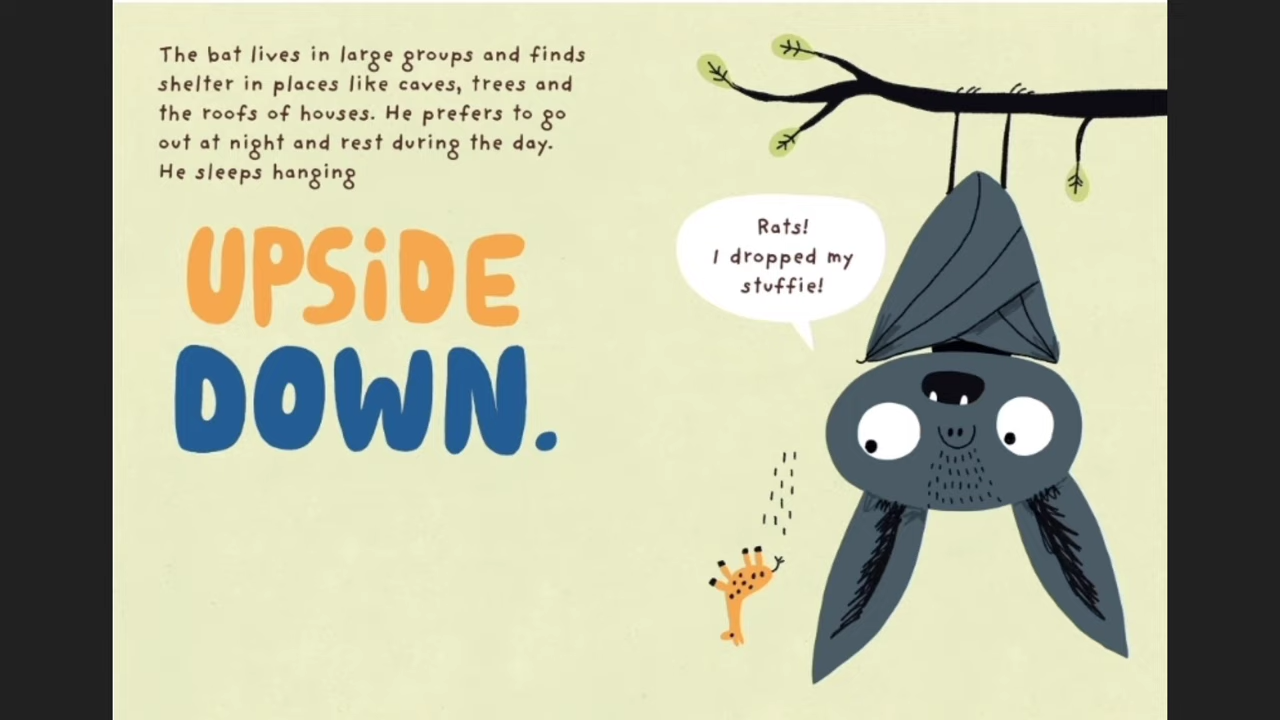 The bat lives in large groups and finds
shelter in places like caves, trees and
the roofs of houses. He prefers to go
out at night and rest during the day.
He sleeps hanging
UPSiDE
DOWN.
Rats!
I dropped my
stuffie!